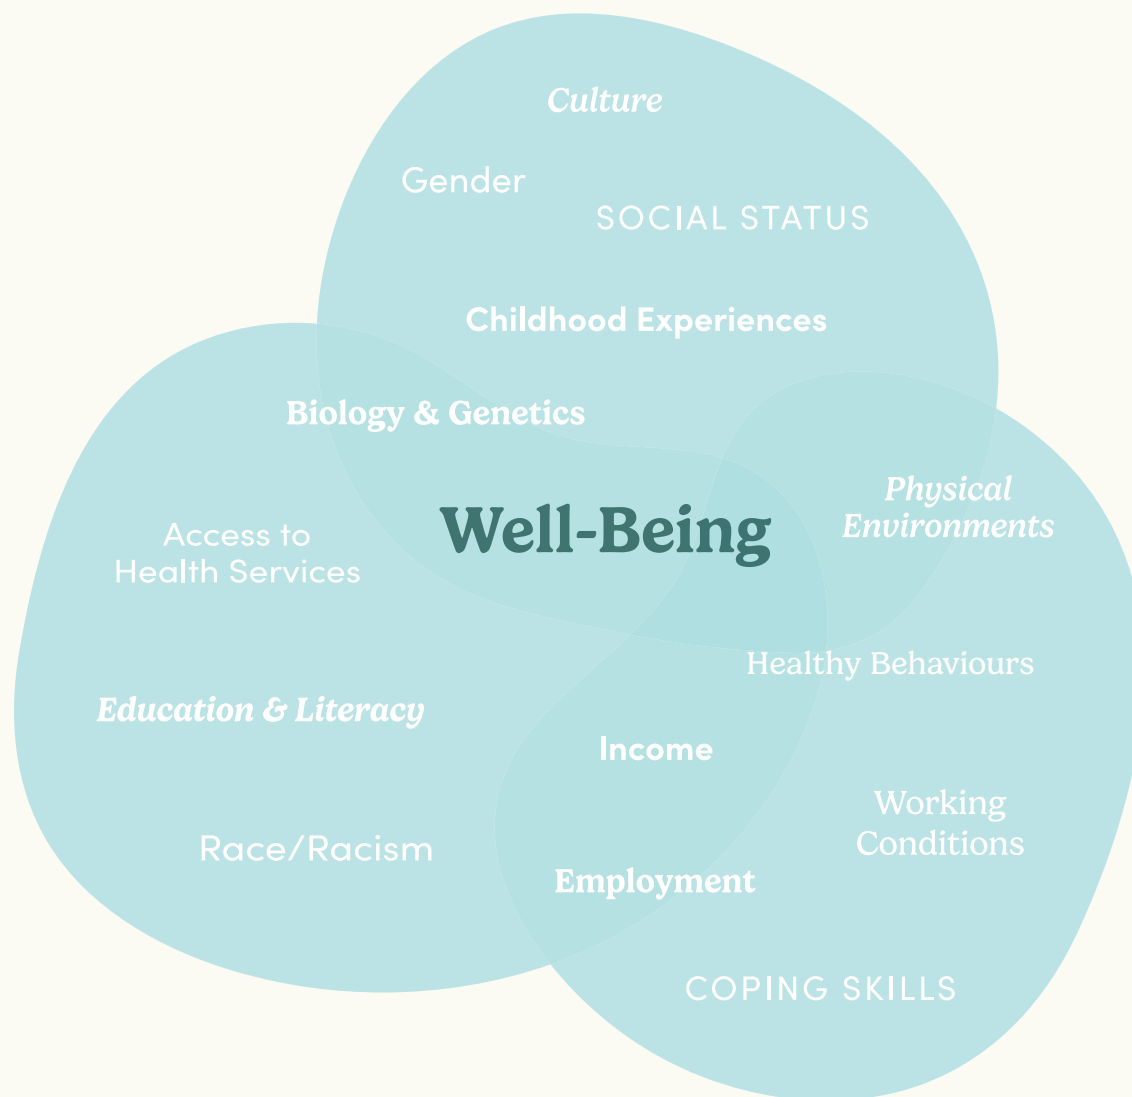 Culture
Gender
SOCIAL STATUS
Childhood Experiences
Biology & Genetics
Well-Being
Physical
Environments
Access to
Health Services
Healthy Behaviours
Education & Literacy
Income
Working
Conditions
Race/Racism
Employment
COPING SKILLS